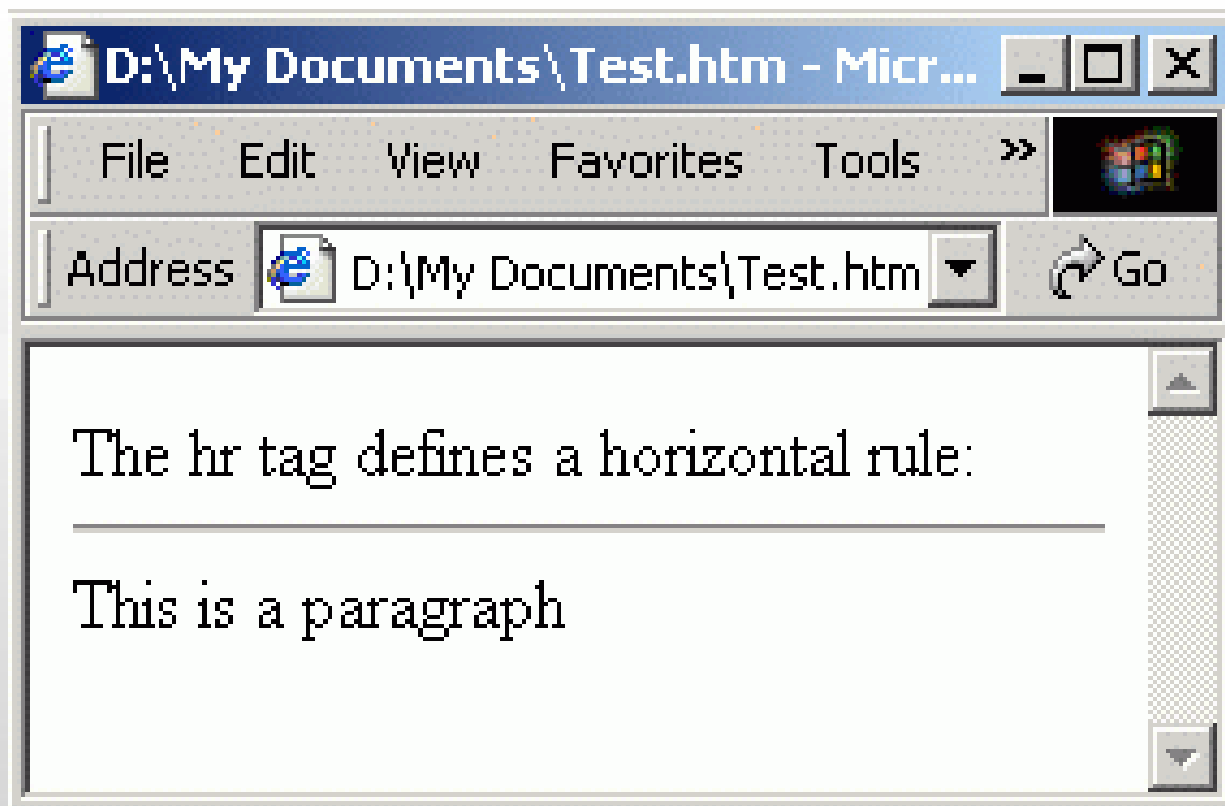 D:\My Documents\Test.htm - Micr...
File Edit View Favorites Tools »
Address D:\My Documents\Test.htm Go
The hr tag defines a horizontal rule:
This is a paragraph